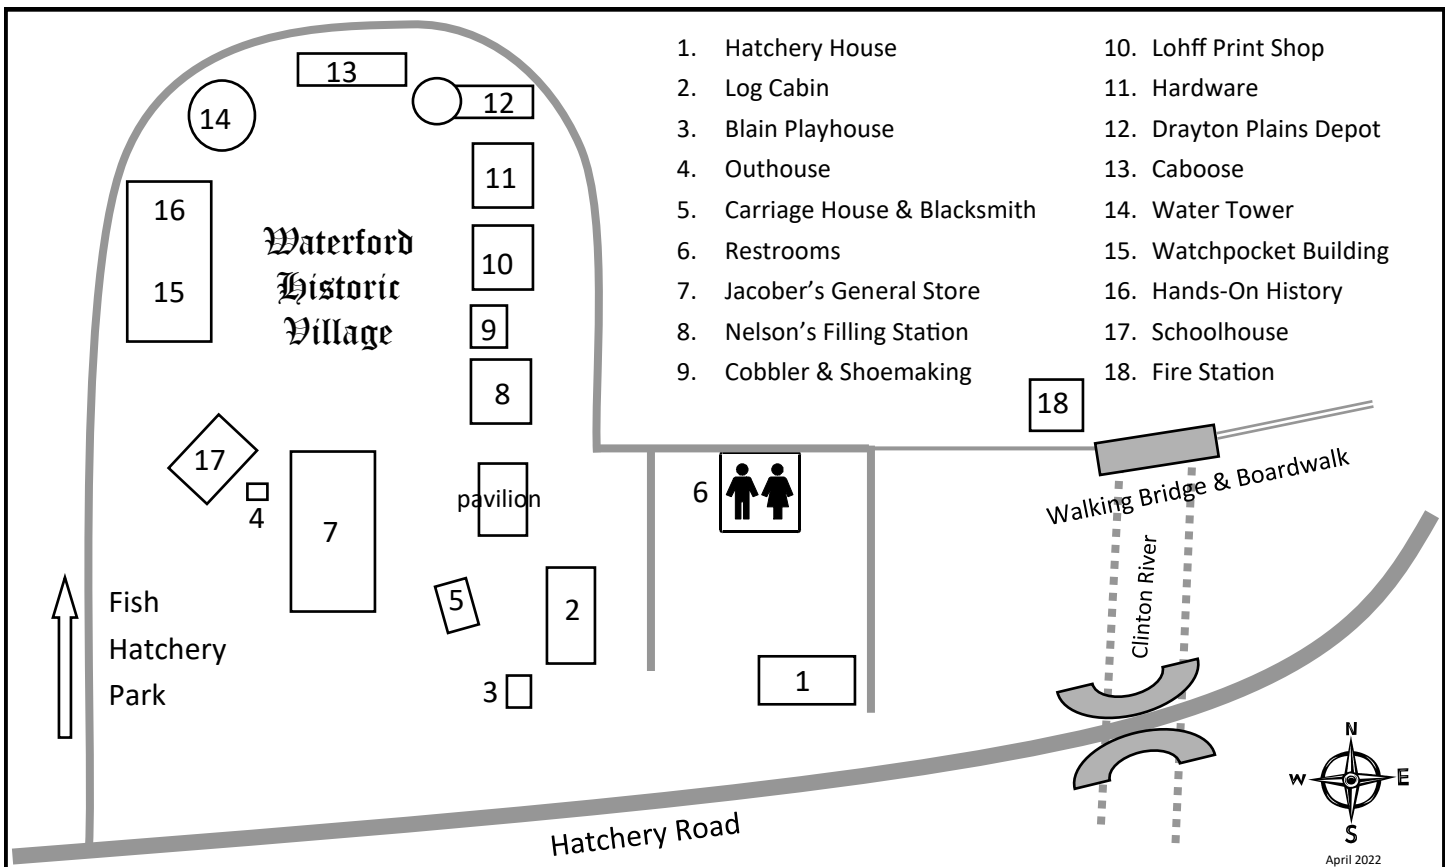 1. Hatchery House
2. Log Cabin
3. Blain Playhouse
4. Outhouse
5. Carriage House & Blacksmith
6. Restrooms
7. Jacober's General Store
8. Nelson's Filling Station
9. Cobbler & Shoemaking
10. Lohff Print Shop
11. Hardware
12. Drayton Plains Depot
13. Caboose
14. Water Tower
15. Watchpocket Building
16. Hands-On History
17. Schoolhouse
18. Fire Station
13
14
12
11
16
Waterford
Historic
Village
10
15
9
8
18
17
4
7
pavilion
6
Walking Bridge & Boardwalk
Clinton River
5
2
Fish
Hatchery
Park
3
1
Hatchery Road
N
W
E
S
April 2022